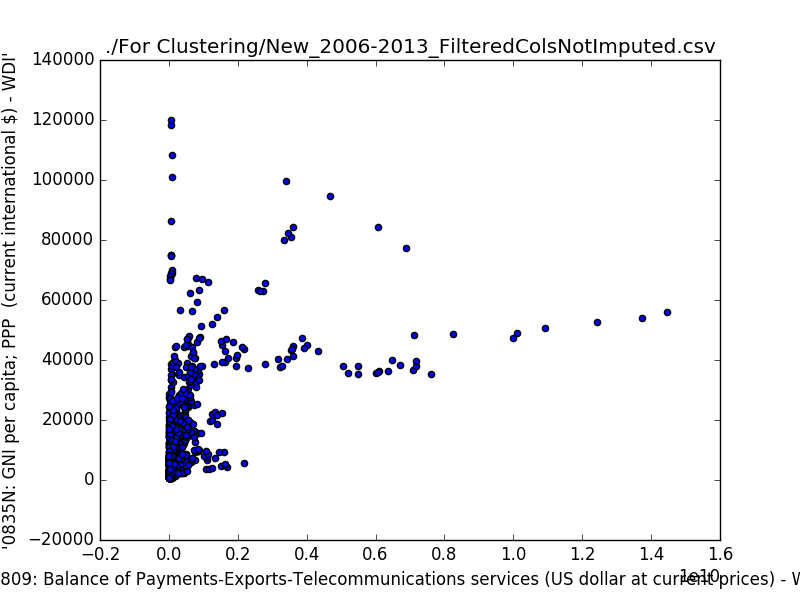 ./For Clustering/New_2006-2013_FilteredColsNotImputed.csv
140000
120000
100000
80000
60000
40000
20000
0
−20000
'0835N: GNI per capita; PPP (current international $) - WDI'
−0.2 0.0 0.2 0.4 0.6 0.8 1.0 1.2 1.4 1.6
1e10
809: Balance of Payments-Exports-Telecommunications services (US dollar at current prices) - W